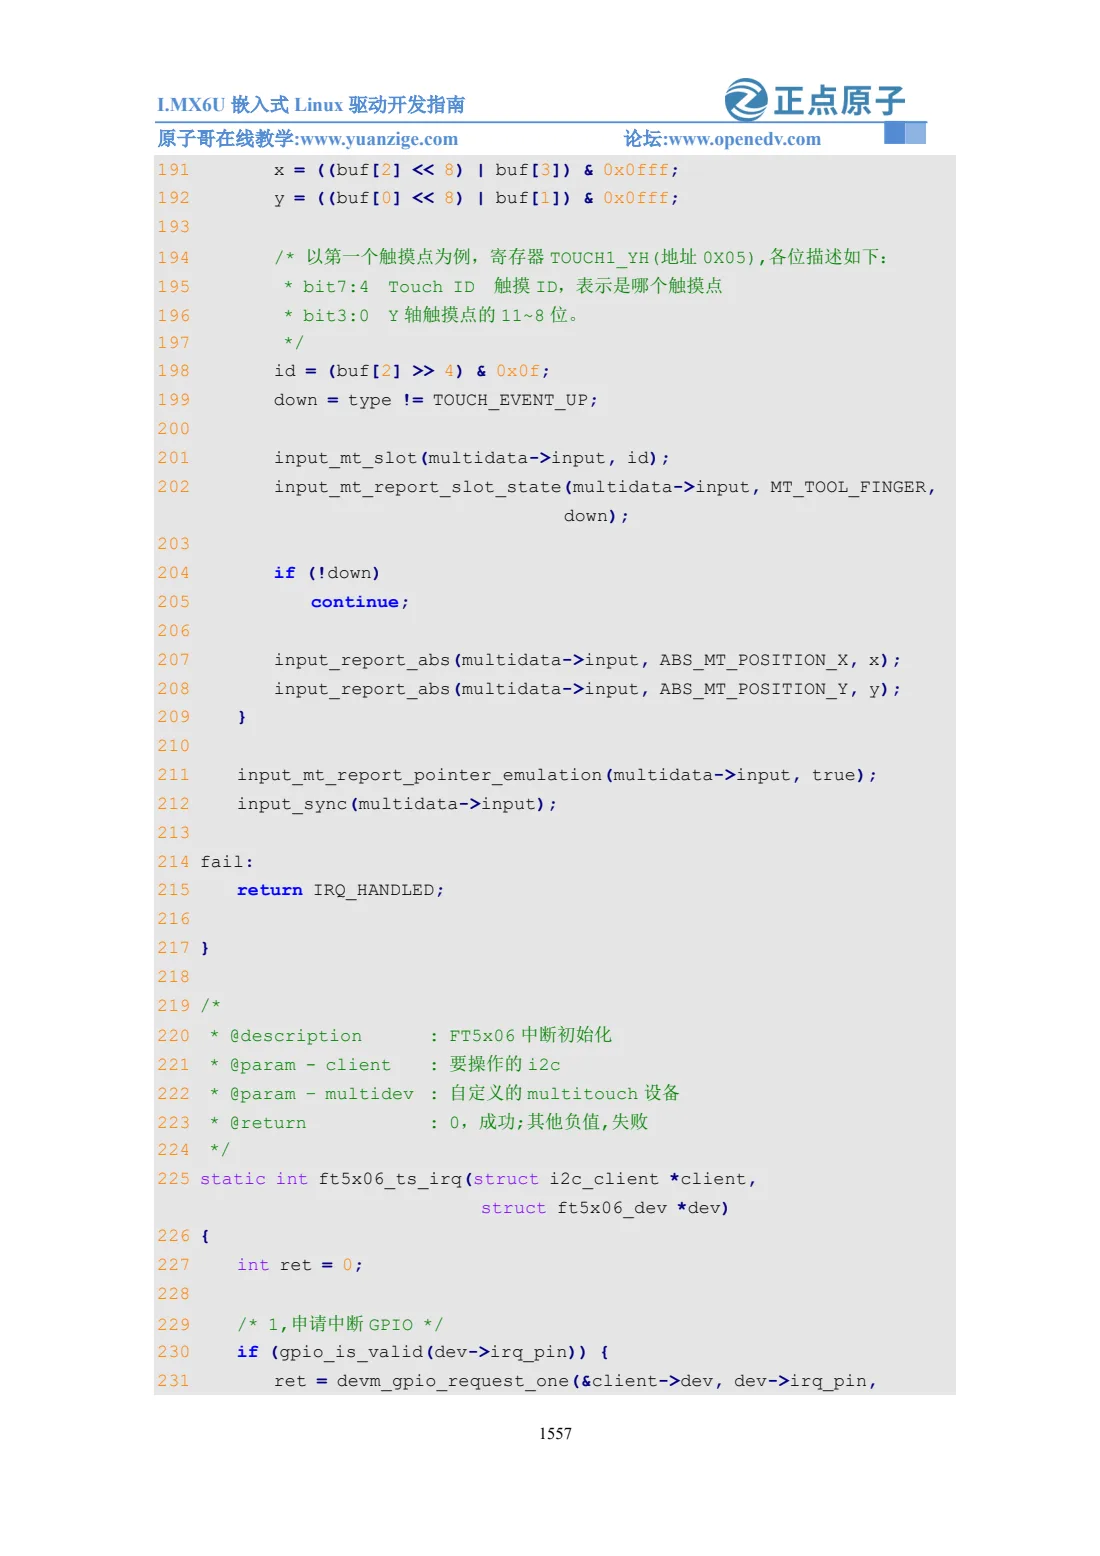 I.MX6U 嵌入式 Linux 驱动开发指南
正点原子
原子哥在线教学:www.yuanzige.com 论坛:www.openedv.com
191 x = ((buf[2] << 8) | buf[3]) & 0x0fff;
192 y = ((buf[0] << 8) | buf[1]) & 0x0fff;
193
194 /* 以第一个触摸点为例，寄存器 TOUCH1_YH(地址 0X05),各位描述如下:
195 * bit7:4 Touch ID 触摸 ID，表示是哪个触摸点
196 * bit3:0 Y 轴触摸点的 11~8 位。
197 */
198 id = (buf[2] >> 4) & 0x0f;
199 down = type != TOUCH_EVENT_UP;
200
201 input_mt_slot(multidata->input, id);
202 input_mt_report_slot_state(multidata->input, MT_TOOL_FINGER,
down);
203
204 if (!down)
205 continue;
206
207 input_report_abs(multidata->input, ABS_MT_POSITION_X, x);
208 input_report_abs(multidata->input, ABS_MT_POSITION_Y, y);
209 }
210
211 input_mt_report_pointer_emulation(multidata->input, true);
212 input_sync(multidata->input);
213
214 fail:
215 return IRQ_HANDLED;
216
217 }
218
219 /*
220 * @description : FT5x06 中断初始化
221 * @param - client : 要操作的 i2c
222 * @param – multidev : 自定义的 multitouch 设备
223 * @return : 0，成功;其他负值,失败
224 */
225 static int ft5x06_ts_irq(struct i2c_client *client,
struct ft5x06_dev *dev)
226 {
227 int ret = 0;
228
229 /* 1,申请中断 GPIO */
230 if (gpio_is_valid(dev->irq_pin)) {
231 ret = devm_gpio_request_one(&client->dev, dev->irq_pin,
1557